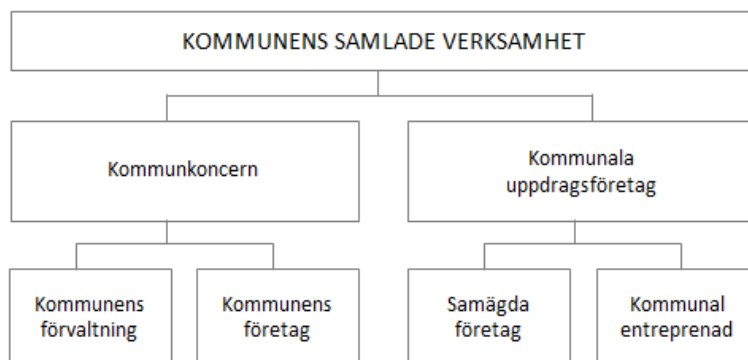 KOMMUNENS SAMLADE VERKSAMHET
Kommunkoncern
Kommunala
uppdragsföretag
Kommunens
förvaltning
Kommunens
företag
Samägda
företag
Kommunal
entreprenad